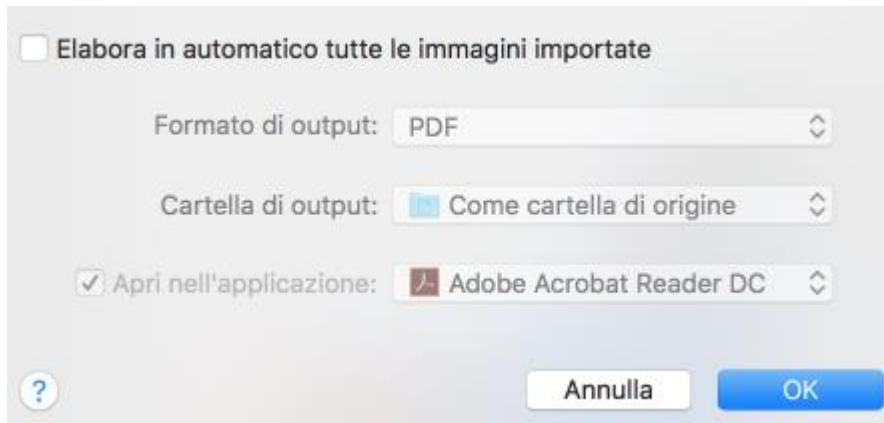 Elabora in automatico tutte le immagini importate
Formato di output: PDF
Cartella di output: Come cartella di origine
Apri nell'applicazione: Adobe Acrobat Reader DC
? Annulla OK